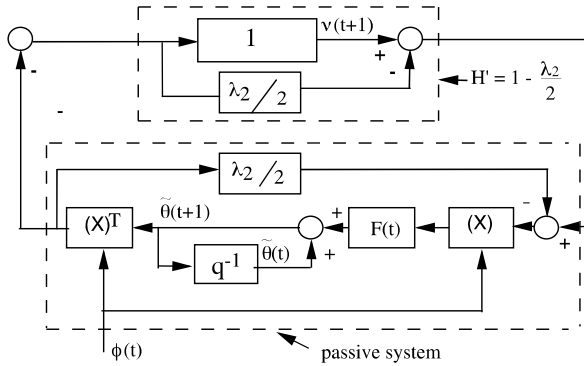 1
ν(t+1)
+
-
λ2/2
H' = 1 - λ2/2
-
-
λ2/2
θ̃(t+1)
(X)T
+
F(t)
(X)
-
+
q-1
θ̃(t)
+
ϕ(t)
passive system